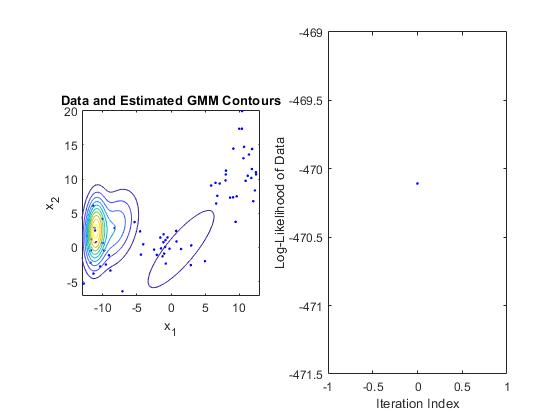 Data and Estimated GMM Contours
20
15
10
5
0
-5
x2
-10 -5 0 5 10
x1
-469
-469.5
-470
-470.5
-471
-471.5
Log-Likelihood of Data
-1 -0.5 0 0.5 1
Iteration Index